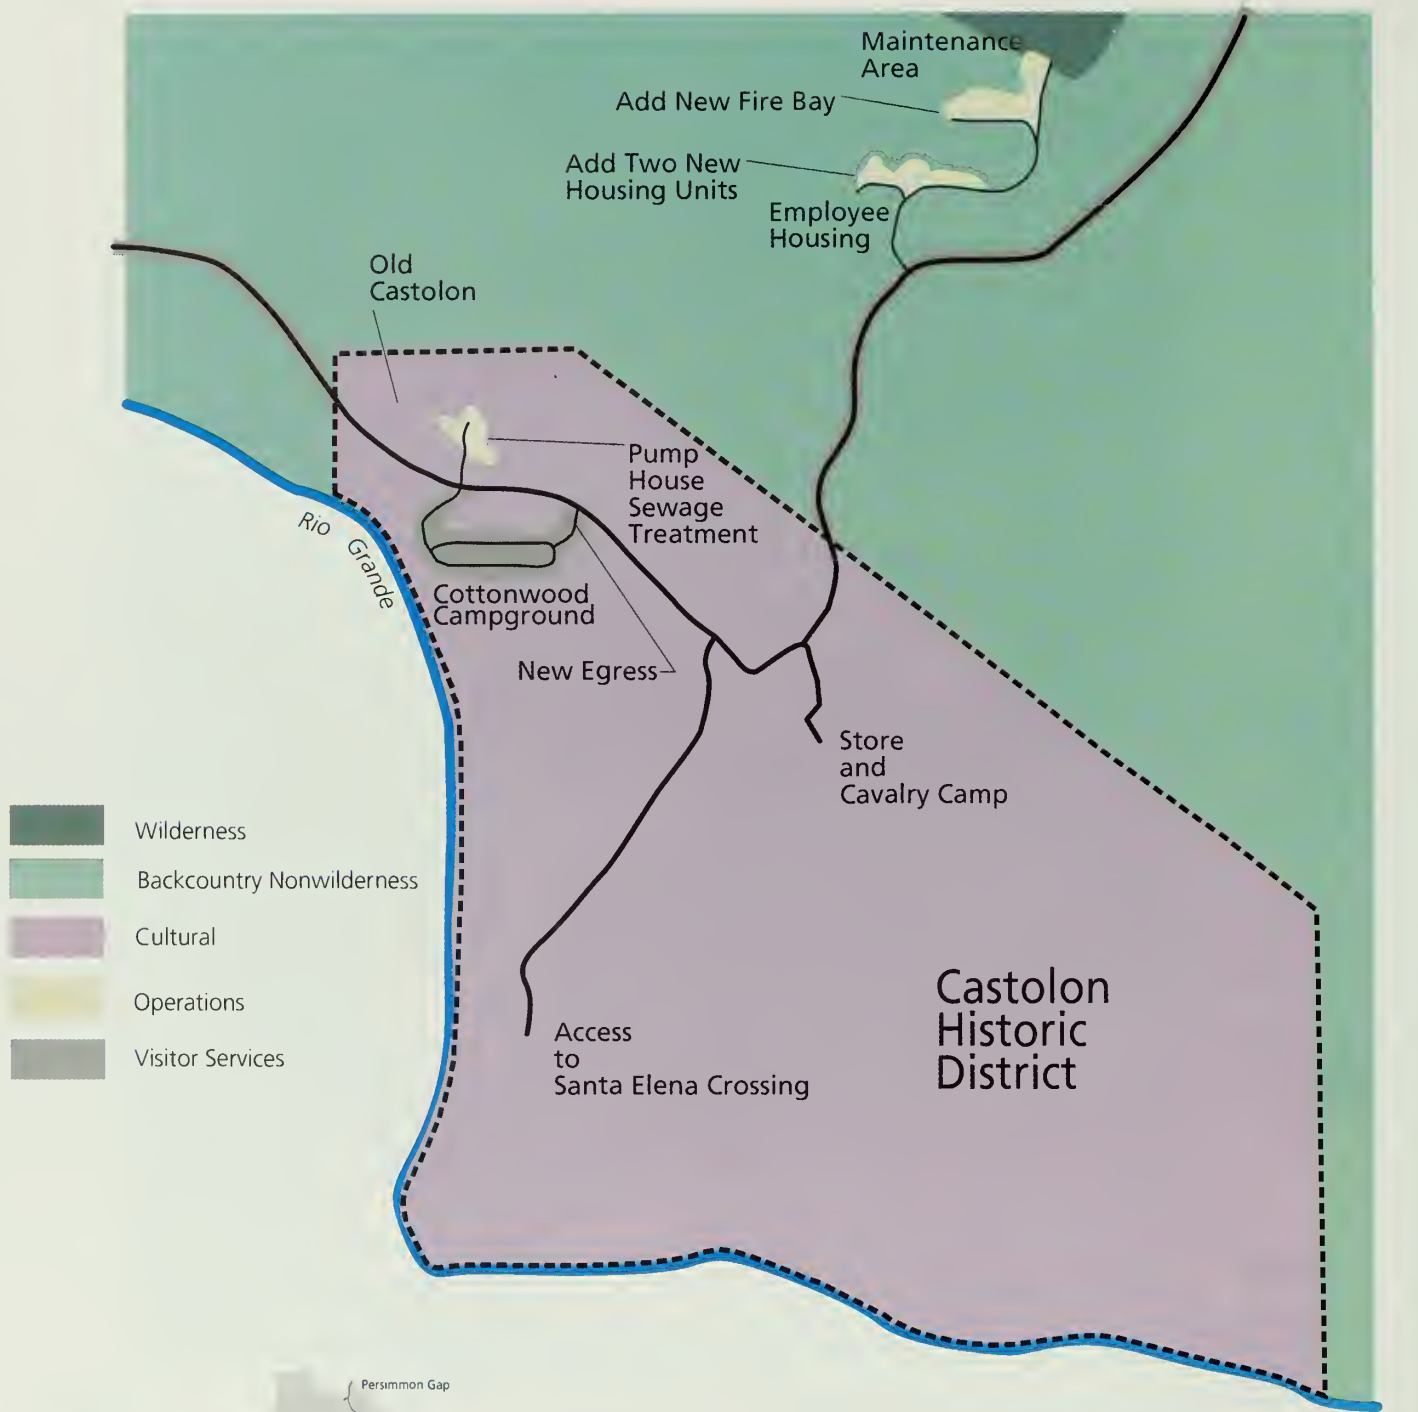 Maintenance
Area
Add New Fire Bay
Add Two New
Housing Units
Employee
Housing
Old
Castolon
Pump
House
Sewage
Treatment
Rio Grande
Cottonwood
Campground
New Egress
Store
and
Cavalry Camp
Wilderness
Backcountry Nonwilderness
Cultural
Operations
Visitor Services
Castolon
Historic
District
Access
to
Santa Elena Crossing
Persimmon Gap